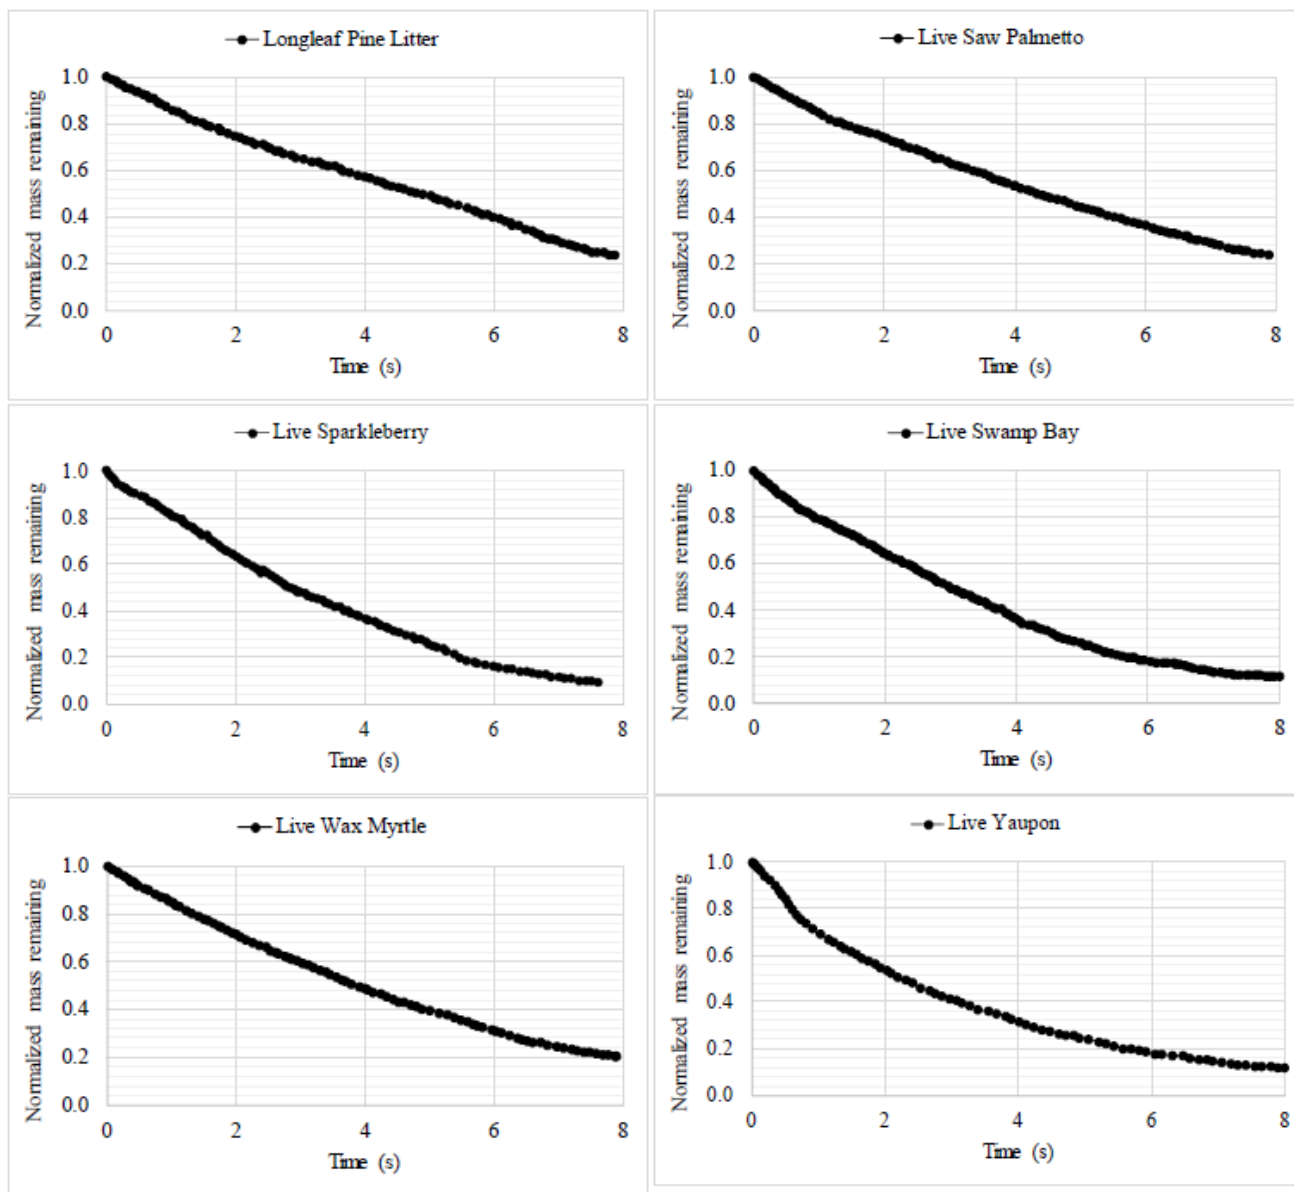 Longleaf Pine Litter
Normalized mass remaining
1.0
0.8
0.6
0.4
0.2
0.0
0 2 4 6 8
Time (s)
Live Saw Palmetto
Normalized mass remaining
1.0
0.8
0.6
0.4
0.2
0.0
0 2 4 6 8
Time (s)
Live Sparkleberry
Normalized mass remaining
1.0
0.8
0.6
0.4
0.2
0.0
0 2 4 6 8
Time (s)
Live Swamp Bay
Normalized mass remaining
1.0
0.8
0.6
0.4
0.2
0.0
0 2 4 6 8
Time (s)
Live Wax Myrtle
Normalized mass remaining
1.0
0.8
0.6
0.4
0.2
0.0
0 2 4 6 8
Time (s)
Live Yaupon
Normalized mass remaining
1.0
0.8
0.6
0.4
0.2
0.0
0 2 4 6 8
Time (s)